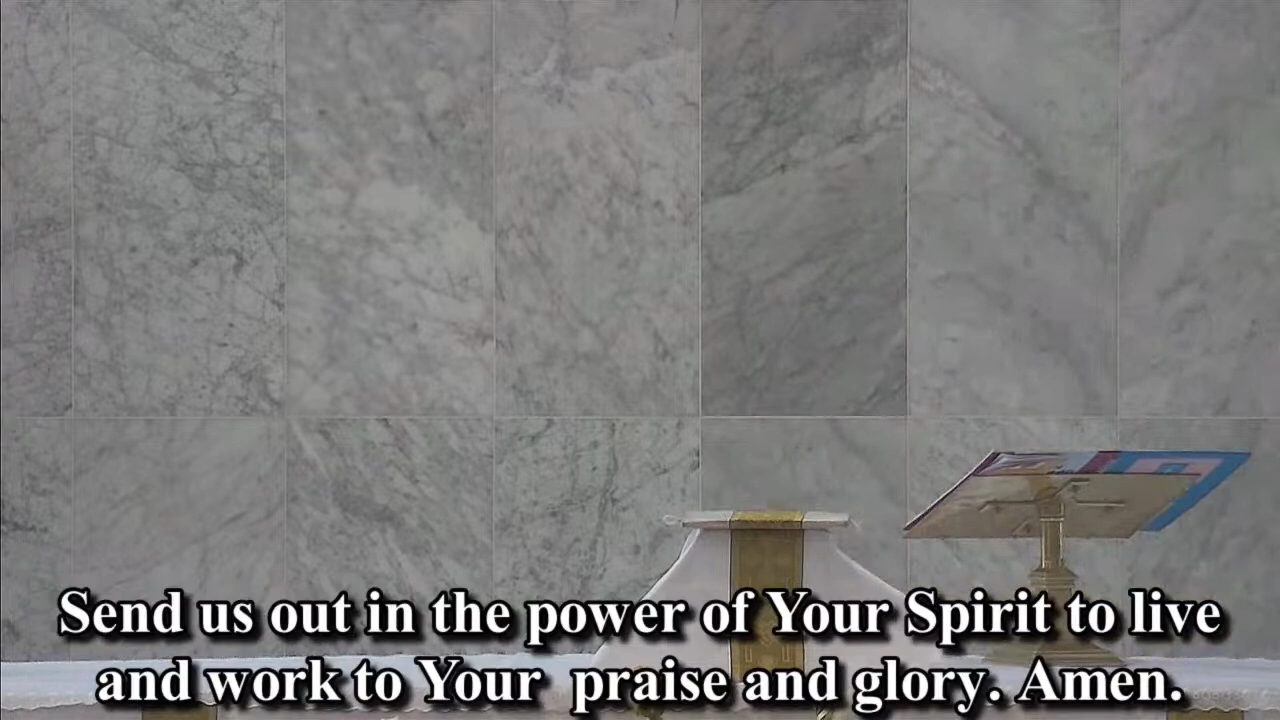 Send us out in the power of Your Spirit to live
and work to Your  praise and glory. Amen.